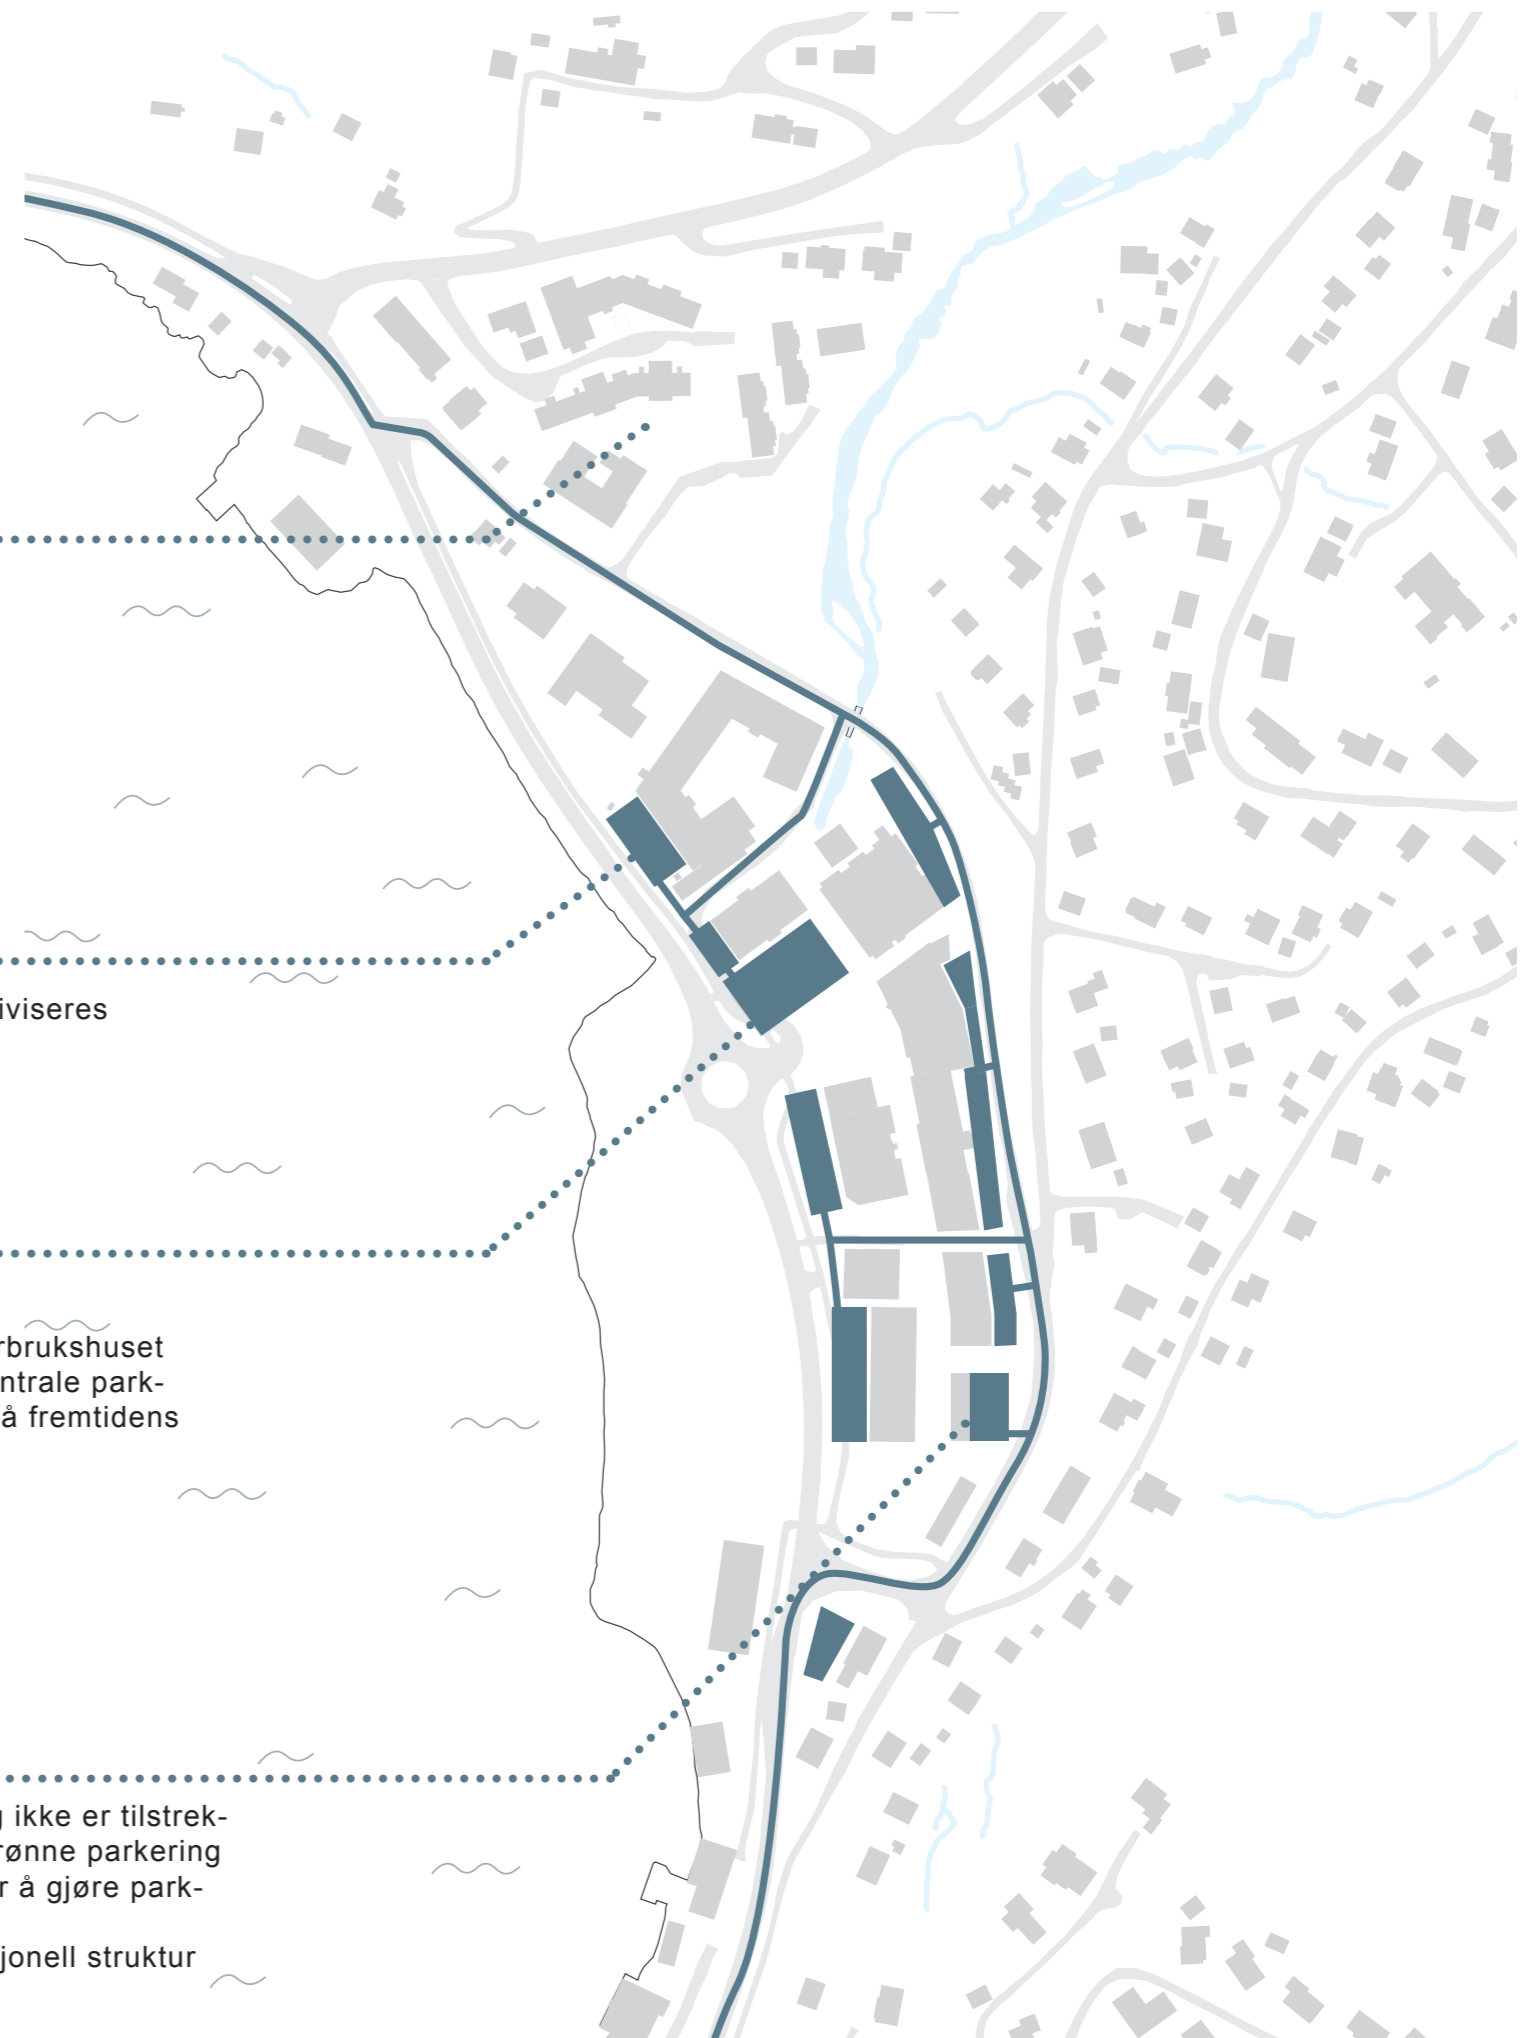 iviseres
rbrukshuset
ntrale park-
å fremtidens
g ikke er tilstrek-
rønne parkering
r å gjøre park-
jonell struktur